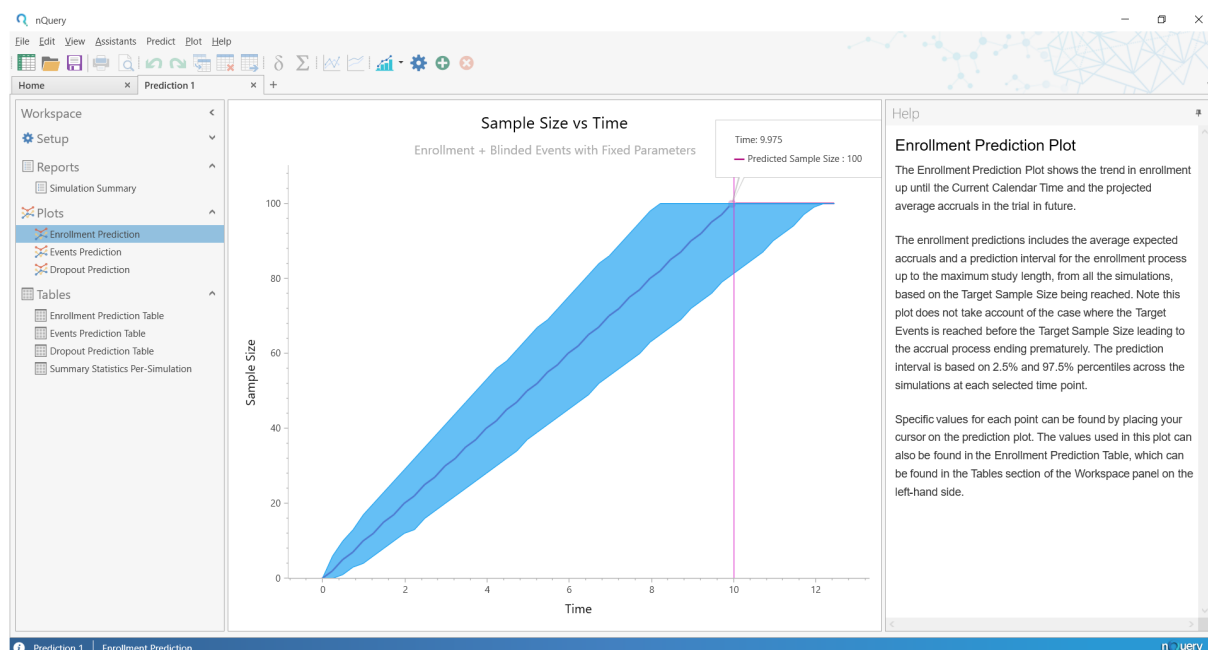 nQuery
File Edit View Assistants Predict Plot Help
Home
Prediction 1
Workspace
Setup
Reports
Simulation Summary
Plots
Enrollment Prediction
Events Prediction
Dropout Prediction
Tables
Enrollment Prediction Table
Events Prediction Table
Dropout Prediction Table
Summary Statistics Per-Simulation
Sample Size vs Time
Enrollment + Blinded Events with Fixed Parameters
Time: 9.975
Predicted Sample Size : 100
Sample Size
100
80
60
40
20
0
0 2 4 6 8 10 12
Time
Help
Enrollment Prediction Plot
The Enrollment Prediction Plot shows the trend in enrollment
up until the Current Calendar Time and the projected
average accruals in the trial in future.
The enrollment predictions includes the average expected
accruals and a prediction interval for the enrollment process
up to the maximum study length, from all the simulations,
based on the Target Sample Size being reached. Note this
plot does not take account of the case where the Target
Events is reached before the Target Sample Size leading to
the accrual process ending prematurely. The prediction
interval is based on 2.5% and 97.5% percentiles across the
simulations at each selected time point.
Specific values for each point can be found by placing your
cursor on the prediction plot. The values used in this plot can
also be found in the Enrollment Prediction Table, which can
be found in the Tables section of the Workspace panel on the
left-hand side.
Prediction 1 | Enrollment Prediction
nQuery